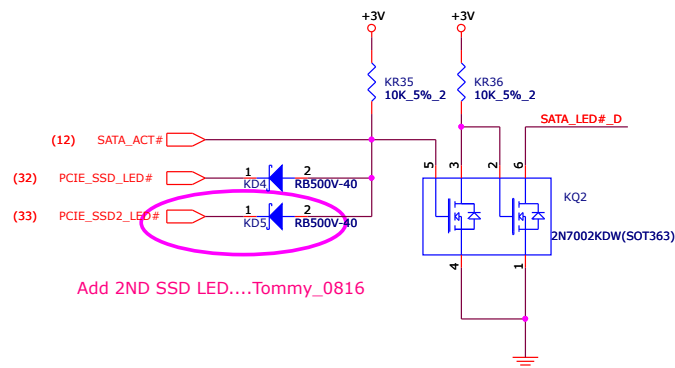 +3V +3V
KR35 KR36
10K_5%_2 10K_5%_2
SATA_LED#_D
(12) SATA_ACT#
5 3 2 6
(32) PCIE_SSD_LED# 1 2
KD4 RB500V-40
KQ2
(33) PCIE_SSD2_LED# 1 2
KD5 RB500V-40
2N7002KDW(SOT363)
4 1
Add 2ND SSD LED....Tommy_0816